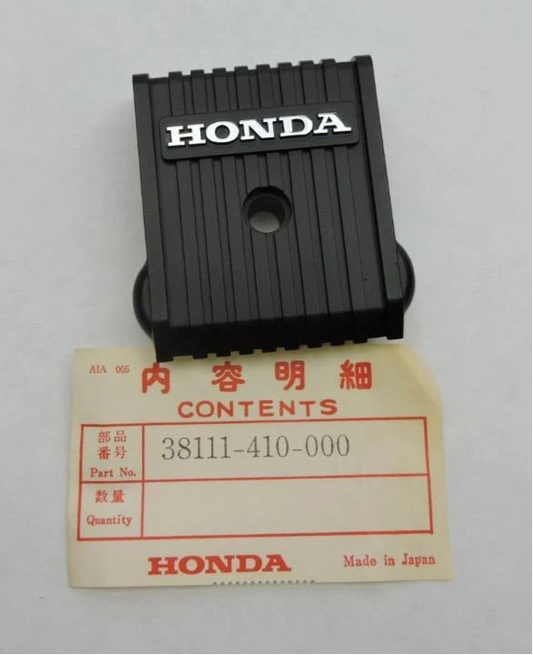 HONDA
AIA 005
内容明細
CONTENTS
部品
番号
Part No.
38111-410-000
数量
Quantity
HONDA
Made in Japan